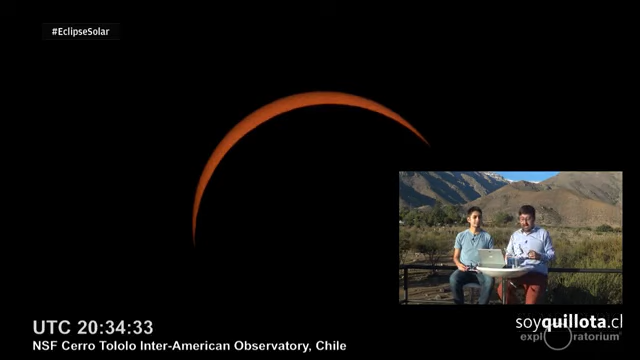 #EclipseSolar
UTC 20:34:33
NSF Cerro Tololo Inter-American Observatory, Chile
soyquillota.cl
exploratorium®